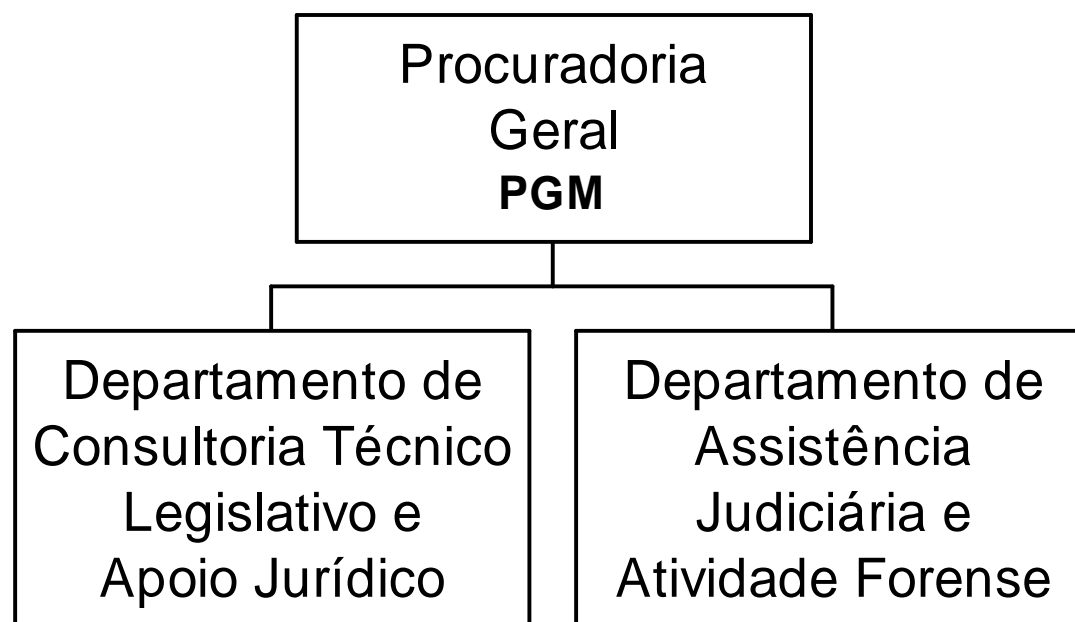 Procuradoria
Geral
PGM
Departamento de
Consultoria Técnico
Legislativo e
Apoio Jurídico
Departamento de
Assistência
Judiciária e
Atividade Forense